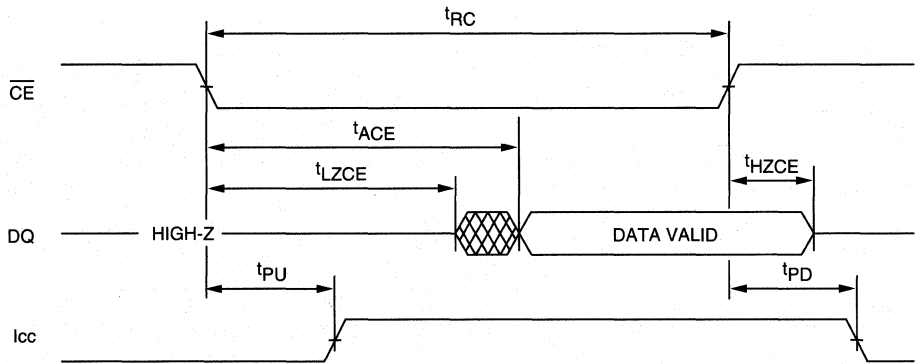 tRC
CE
tACE
tLZCE
tHZCE
DQ
HIGH-Z
DATA VALID
tPU
tPD
Icc